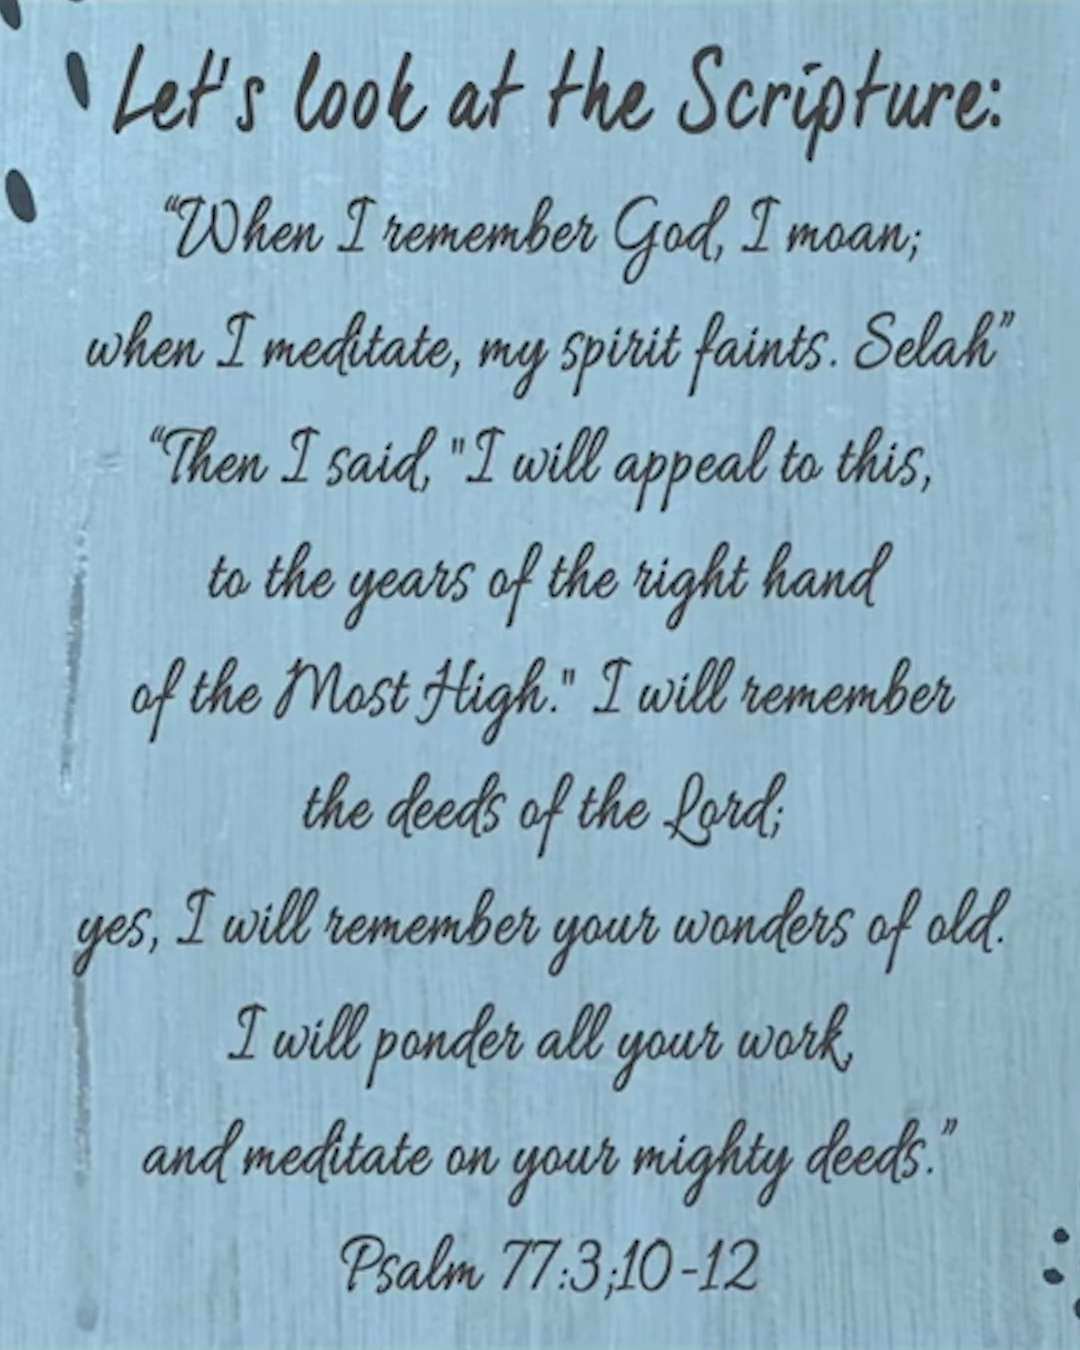 Let's look at the Scripture:
“When I remember God, I moan;
when I meditate, my spirit faints. Selah”
“Then I said, "I will appeal to this,
to the years of the right hand
of the Most High." I will remember
the deeds of the Lord;
yes, I will remember your wonders of old.
I will ponder all your work,
and meditate on your mighty deeds.”
Psalm 77:3;10-12